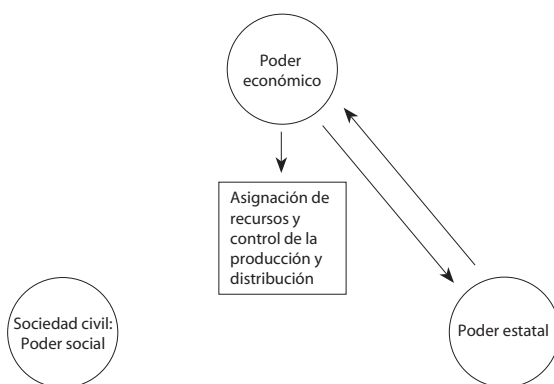 Poder
económico
Asignación de
recursos y
control de la
producción y
distribución
Sociedad civil:
Poder social
Poder estatal